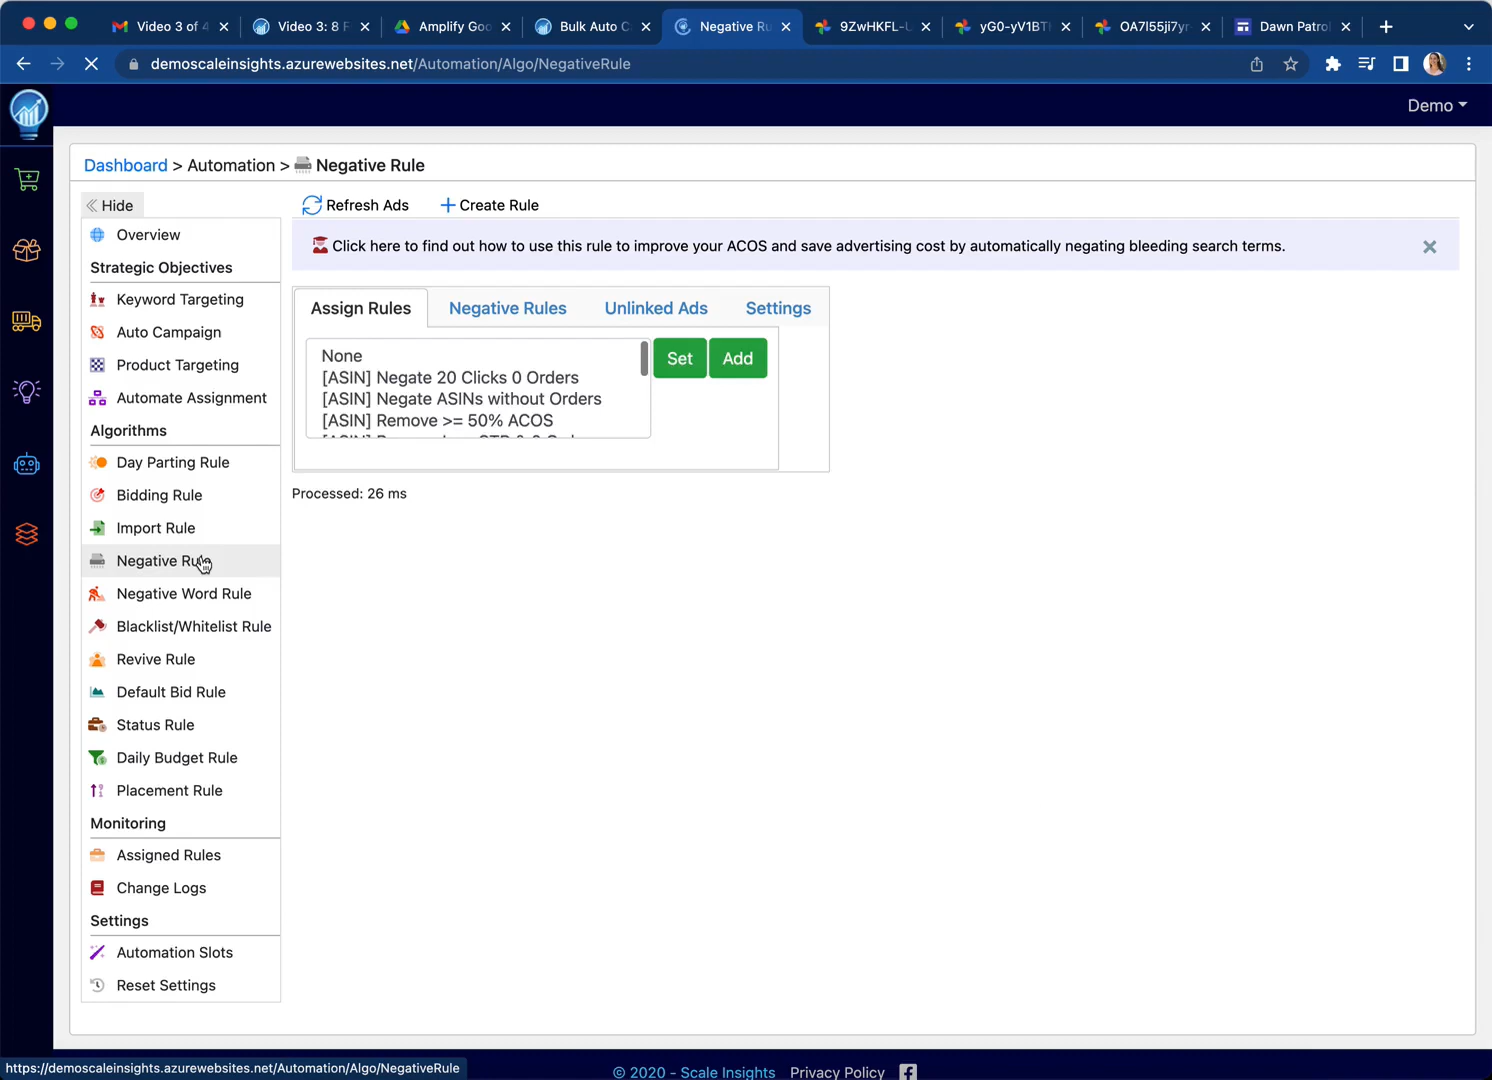 Video 3 of 4
Video 3: 8 F
Amplify Goo
Bulk Auto C
Negative Ru
9ZwHKFL-U
yG0-yV1BT
OA7l55ji7yr
Dawn Patro
demoscaleinsights.azurewebsites.net/Automation/Algo/NegativeRule
Demo
Dashboard > Automation > Negative Rule
Hide
Overview
Strategic Objectives
Keyword Targeting
Auto Campaign
Product Targeting
Automate Assignment
Algorithms
Day Parting Rule
Bidding Rule
Import Rule
Negative Rule
Negative Word Rule
Blacklist/Whitelist Rule
Revive Rule
Default Bid Rule
Status Rule
Daily Budget Rule
Placement Rule
Monitoring
Assigned Rules
Change Logs
Settings
Automation Slots
Reset Settings
Refresh Ads
Create Rule
Click here to find out how to use this rule to improve your ACOS and save advertising cost by automatically negating bleeding search terms.
Assign Rules
Negative Rules
Unlinked Ads
Settings
None
[ASIN] Negate 20 Clicks 0 Orders
[ASIN] Negate ASINs without Orders
[ASIN] Remove >= 50% ACOS
Set
Add
Processed: 26 ms
https://demoscaleinsights.azurewebsites.net/Automation/Algo/NegativeRule
© 2020 - Scale Insights
Privacy Policy